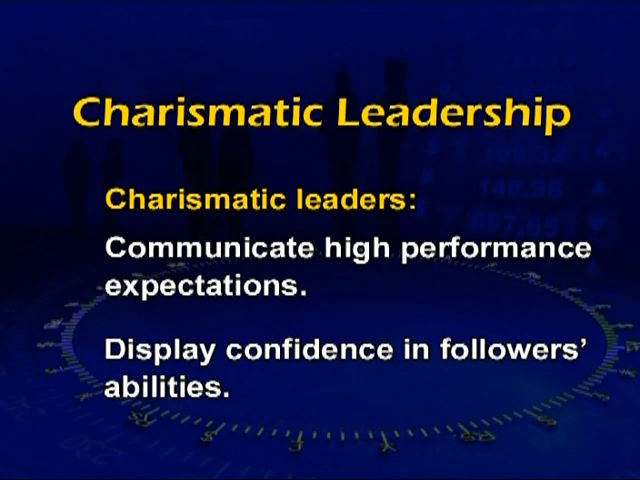 Charismatic Leadership
Charismatic leaders:
Communicate high performance
expectations.
Display confidence in followers’
abilities.